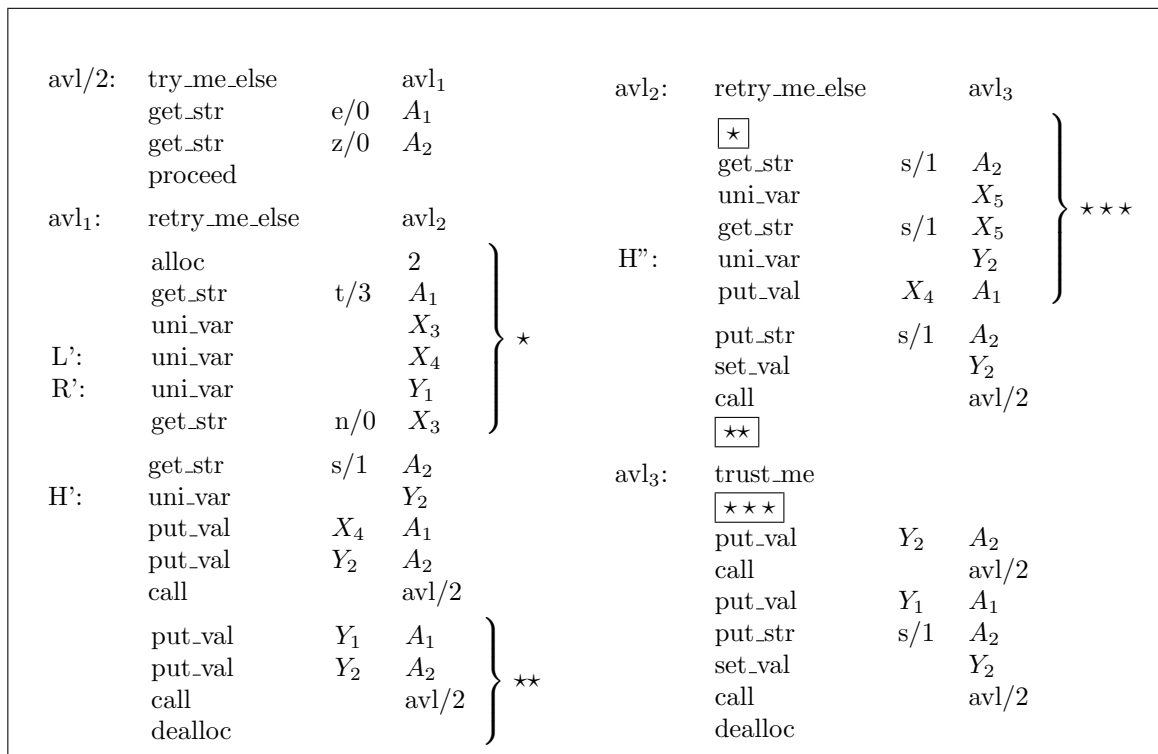 avl/2: try_me_else avl₁
get_str e/0 A₁
get_str z/0 A₂
proceed
avl₁: retry_me_else avl₂
alloc 2
get_str t/3 A₁
uni_var X₃
L': uni_var X₄
R': uni_var Y₁
get_str n/0 X₃
⋆
get_str s/1 A₂
H': uni_var Y₂
put_val X₄ A₁
put_val Y₂ A₂
call avl/2
put_val Y₁ A₁
put_val Y₂ A₂
call avl/2
dealloc
⋆⋆
avl₂: retry_me_else avl₃
⋆
get_str s/1 A₂
uni_var X₅
get_str s/1 X₅
H”: uni_var Y₂
put_val X₄ A₁
⋆ ⋆ ⋆
put_str s/1 A₂
set_val Y₂
call avl/2
⋆⋆
avl₃: trust_me
⋆ ⋆ ⋆
put_val Y₂ A₂
call avl/2
put_val Y₁ A₁
put_str s/1 A₂
set_val Y₂
call avl/2
dealloc